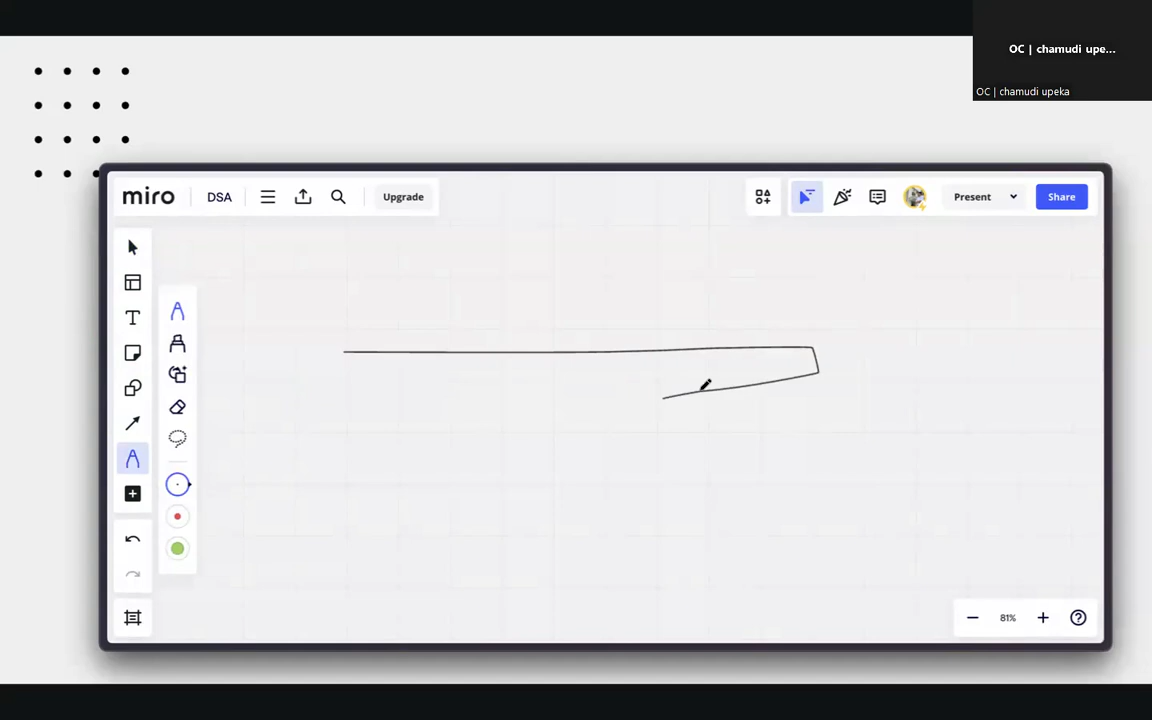 OC | chamudi upe...
OC | chamudi upeka
miro
DSA
Upgrade
Present
Share
81%